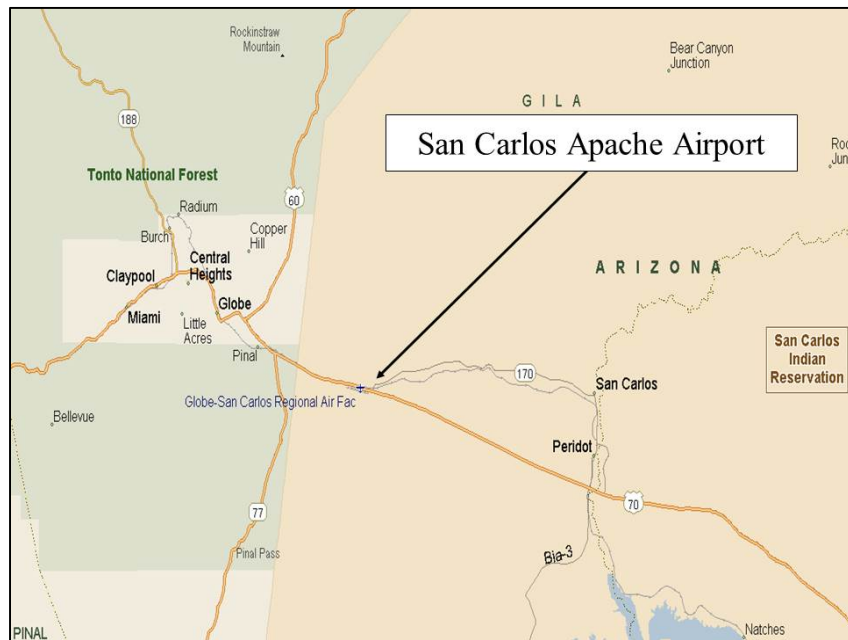 Rockinstraw
Mountain
Bear Canyon
Junction
GILA
188
San Carlos Apache Airport
Roc
Jun
Tonto National Forest
60
Radium
Burch
Copper
Hill
Central
Heights
ARIZONA
Claypool
Globe
Miami
Little
Acres
San Carlos
Indian
Reservation
Pinal
170
San Carlos
Globe-San Carlos Regional Air Fac
Bellevue
Peridot
70
77
Pinal Pass
Bia-3
PINAL
Natches